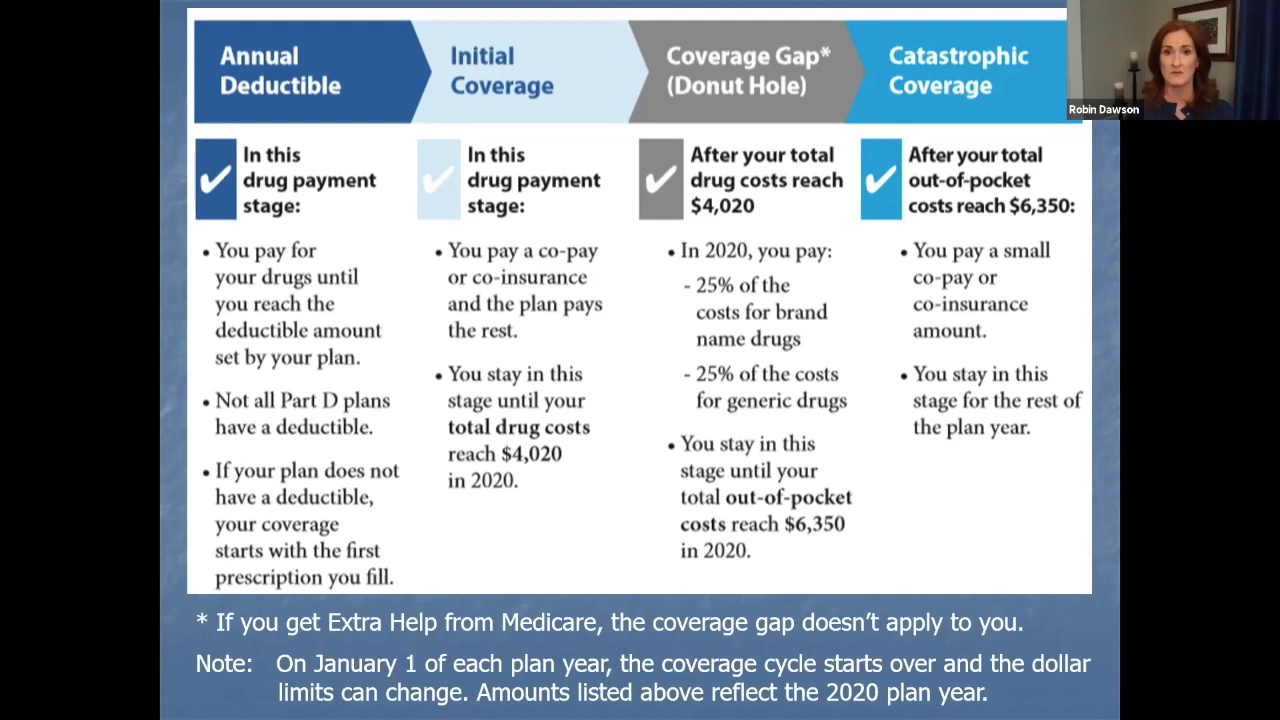 Annual
Deductible
Initial
Coverage
Coverage Gap*
(Donut Hole)
Catastrophic
Coverage
Robin Dawson
In this
drug payment
stage:
• You pay for
your drugs until
you reach the
deductible amount
set by your plan.
• Not all Part D plans
have a deductible.
• If your plan does not
have a deductible,
your coverage
starts with the first
prescription you fill.
In this
drug payment
stage:
• You pay a co-pay
or co-insurance
and the plan pays
the rest.
• You stay in this
stage until your
total drug costs
reach $4,020
in 2020.
After your total
drug costs reach
$4,020
• In 2020, you pay:
- 25% of the
costs for brand
name drugs
- 25% of the costs
for generic drugs
• You stay in this
stage until your
total out-of-pocket
costs reach $6,350
in 2020.
After your total
out-of-pocket
costs reach $6,350:
• You pay a small
co-pay or
co-insurance
amount.
• You stay in this
stage for the rest of
the plan year.
* If you get Extra Help from Medicare, the coverage gap doesn’t apply to you.
Note: On January 1 of each plan year, the coverage cycle starts over and the dollar
limits can change. Amounts listed above reflect the 2020 plan year.